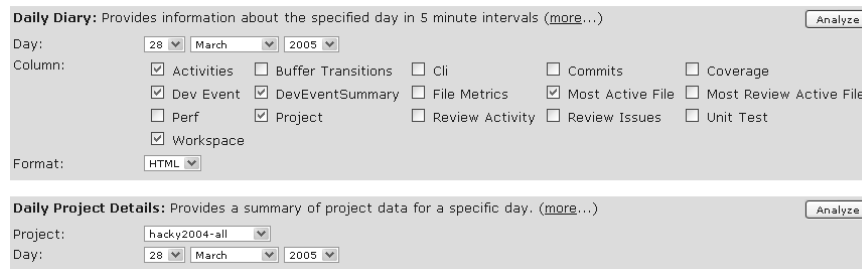 Daily Diary: Provides information about the specified day in 5 minute intervals (more...) Analyze
Day: 28 March 2005
Column: Activities Buffer Transitions Cli Commits Coverage
Dev Event DevEventSummary File Metrics Most Active File Most Review Active File
Perf Project Review Activity Review Issues Unit Test
Workspace
Format: HTML
Daily Project Details: Provides a summary of project data for a specific day. (more...) Analyze
Project: hacky2004-all
Day: 28 March 2005